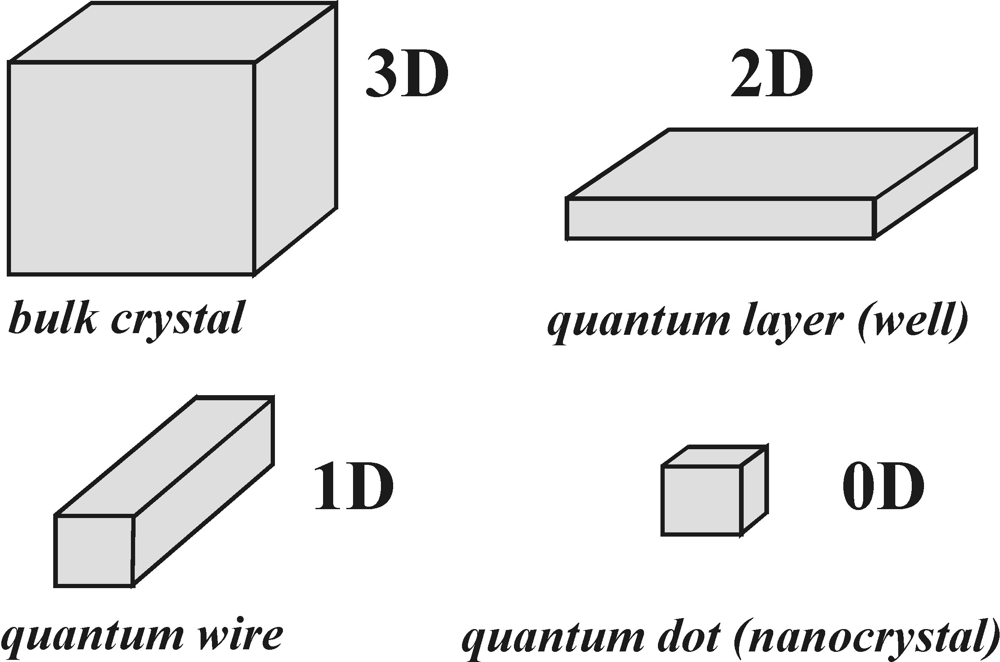 3D
2D
bulk crystal
quantum layer (well)
1D
0D
quantum wire
quantum dot (nanocrystal)